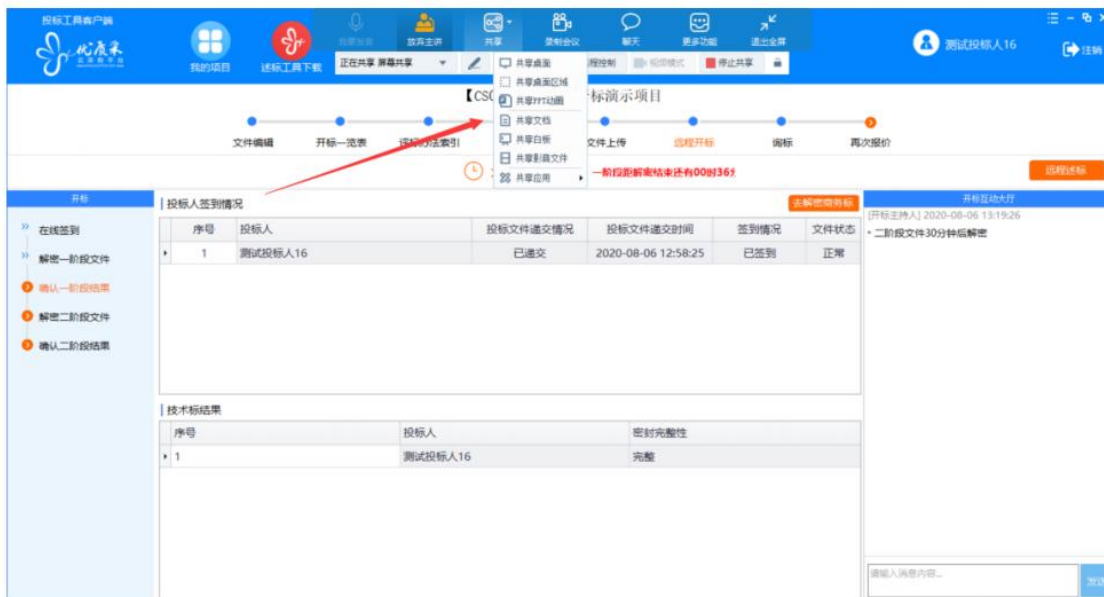 投标工具客户端
优质采
我的项目
述标工具下载
放弃主讲
共享
录制会议
聊天
更多功能
退出全屏
测试投标人16
注销
正在共享 屏幕共享
程控制
视频模式
停止共享
共享桌面
共享桌面区域
共享PPT动画
共享文档
共享白板
共享影音文件
共享应用
标演示项目
文件编辑
开标一览表
文件上传
远程开标
询标
再次报价
一阶段距解密结束还有00时36分
远程述标
开标
在线签到
解密一阶段文件
确认一阶段结果
解密二阶段文件
确认二阶段结果
投标人签到情况
去解密商务标
序号 投标人 投标文件递交情况 投标文件递交时间 签到情况 文件状态
1 测试投标人16 已递交 2020-08-06 12:58:25 已签到 正常
技术标结果
序号 投标人 密封完整性
1 测试投标人16 完整
开标互动大厅
[开标主持人] 2020-08-06 13:19:26
二阶段文件30分钟后解密
请输入消息内容...
发送